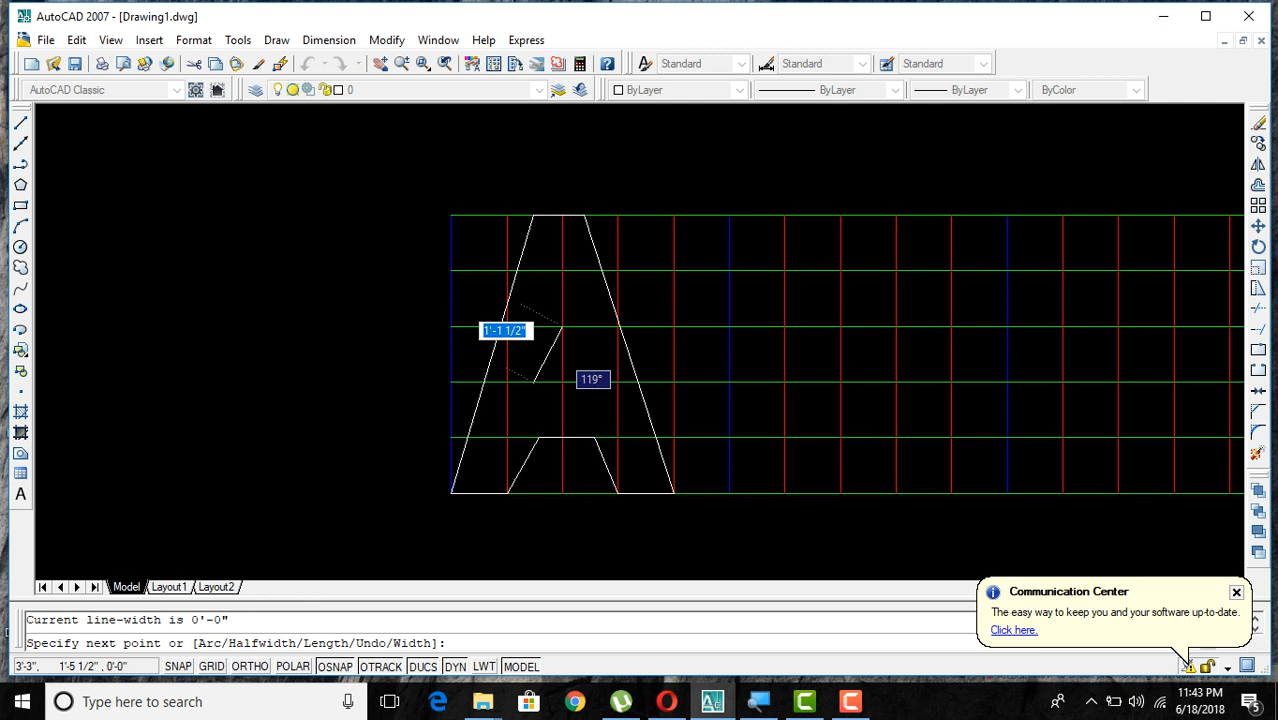 AutoCAD 2007 - [Drawing1.dwg]
File Edit View Insert Format Tools Draw Dimension Modify Window Help Express
Standard Standard Standard
AutoCAD Classic 0 ByLayer ByLayer ByLayer ByColor
1'-1 1/2"
119°
A
Model Layout1 Layout2
Communication Center
The easy way to keep you and your software up-to-date.
Click here.
Current line-width is 0'-0"
Specify next point or [Arc/Halfwidth/Length/Undo/Width]:
3'-3", 1'-5 1/2" , 0'-0" SNAP GRID ORTHO POLAR OSNAP OTRACK DUCS DYN LWT MODEL
Type here to search
11:43 PM
6/18/2018
5